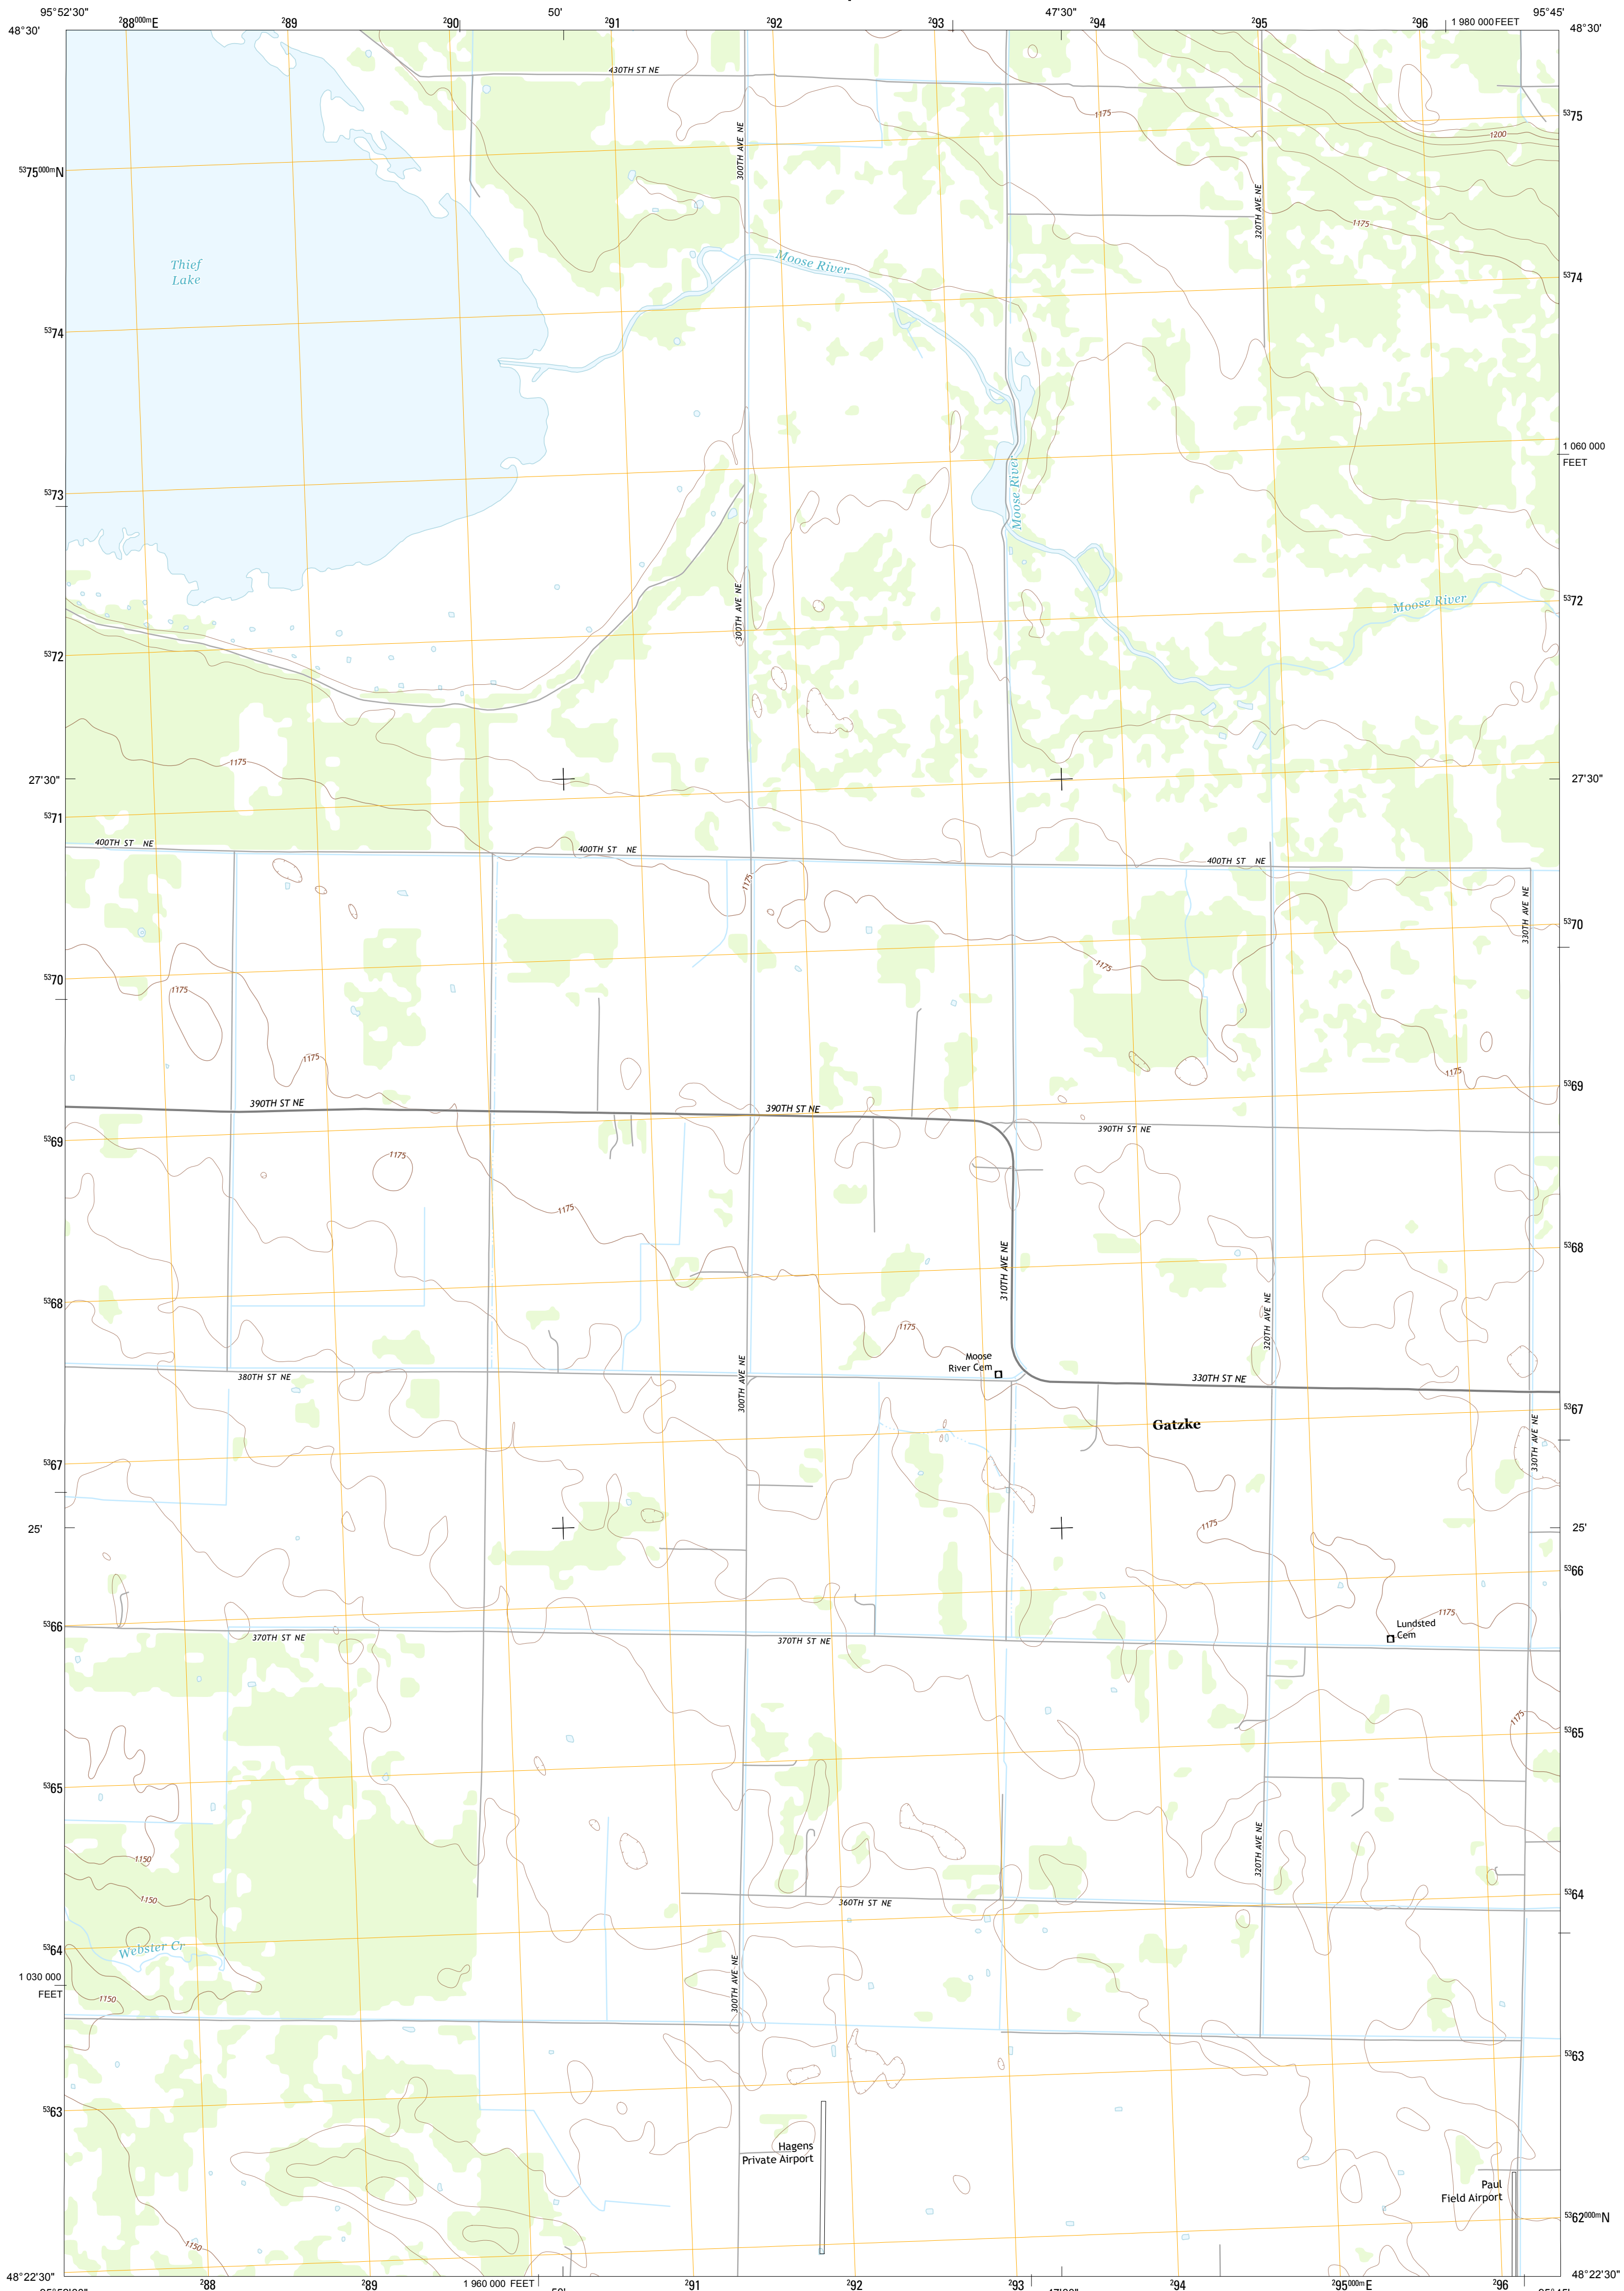 95°52'30"
²88⁰⁰⁰ᵐE
²89
²90
50'
²91
²92
²93
47'30"
²94
²95
²96
1 980 000 FEET
95°45'
48°30'
48°30'
430TH ST NE
1175
⁵³75
1200
300TH AVE NE
⁵³75⁰⁰⁰ᵐN
320TH AVE NE
1175
Thief
Lake
Moose River
⁵³74
⁵³74
1 060 000
FEET
Moose River
⁵³73
300TH AVE NE
Moose River
⁵³72
⁵³72
1175
27'30"
27'30"
⁵³71
400TH ST NE
400TH ST NE
400TH ST NE
1175
330TH AVE NE
⁵³70
1175
⁵³70
1175
1175
1175
⁵³69
390TH ST NE
390TH ST NE
390TH ST NE
⁵³69
1175
1175
310TH AVE NE
⁵³68
⁵³68
320TH AVE NE
1175
Moose
River Cem
380TH ST NE
300TH AVE NE
330TH ST NE
⁵³67
Gatzke
330TH AVE NE
⁵³67
25'
1175
25'
⁵³66
1175
Lundsted
Cem
⁵³66
370TH ST NE
370TH ST NE
1175
⁵³65
⁵³65
320TH AVE NE
1150
1150
360TH ST NE
⁵³64
Webster Cr
⁵³64
300TH AVE NE
1 030 000
FEET
1150
⁵³63
⁵³63
Hagens
Private Airport
Paul
Field Airport
⁵³62⁰⁰⁰ᵐN
1150
48°22'30"
48°22'30"
²88
²89
1 960 000 FEET
²91
²92
²93
²94
²95⁰⁰⁰ᵐE
²96